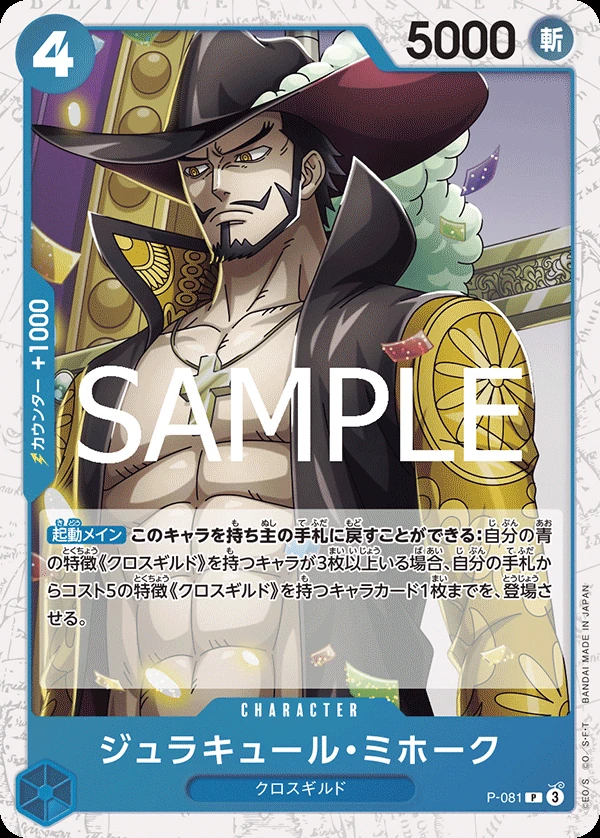 4
5000
斬
カウンター +1000
SAMPLE
起動メイン このキャラを持ち主の手札に戻すことができる:自分の青
の特徴《クロスギルド》を持つキャラが3枚以上いる場合、自分の手札か
らコスト5の特徴《クロスギルド》を持つキャラカード1枚までを、登場さ
せる。
CHARACTER
ジュラキュール・ミホーク
クロスギルド
P-081 P 3
©E.O./S. ©O. S・F・T BANDAI MADE IN JAPAN